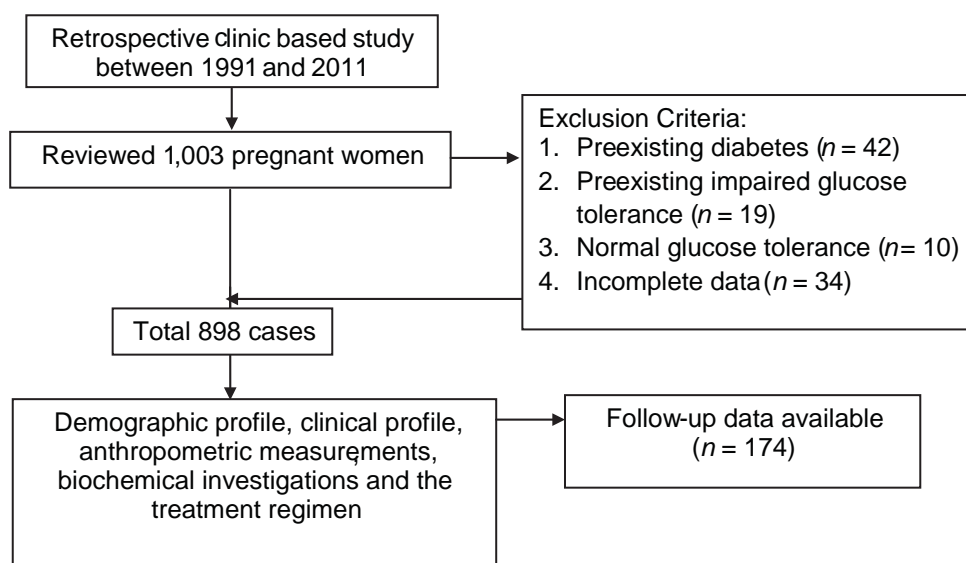 Retrospective clinic based study
between 1991 and 2011
Reviewed 1,003 pregnant women
Exclusion Criteria:
1. Preexisting diabetes (n = 42)
2. Preexisting impaired glucose
tolerance (n = 19)
3. Normal glucose tolerance (n= 10)
4. Incomplete data (n = 34)
Total 898 cases
Demographic profile, clinical profile,
anthropometric measurements,
biochemical investigations and the
treatment regimen
Follow-up data available
(n = 174)